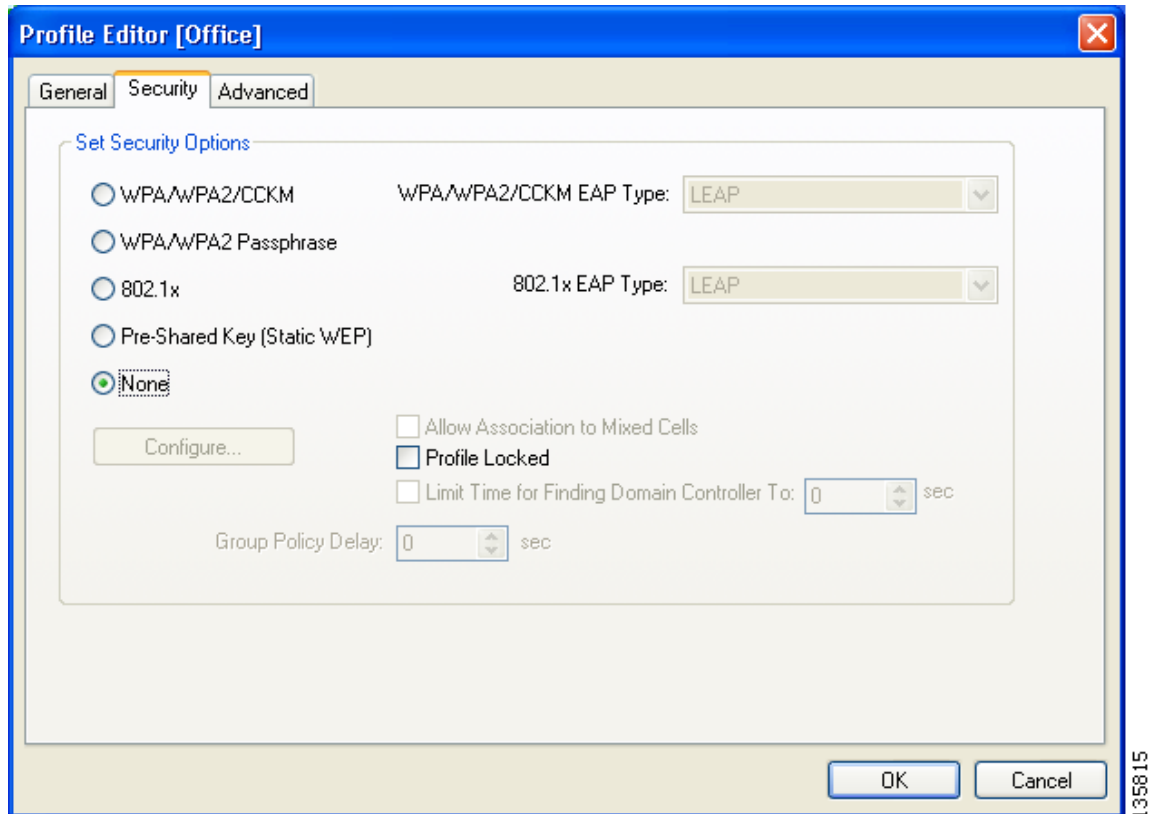 Profile Editor [Office]
General Security Advanced
Set Security Options
WPA/WPA2/CCKM WPA/WPA2/CCKM EAP Type: LEAP
WPA/WPA2 Passphrase
802.1x 802.1x EAP Type: LEAP
Pre-Shared Key (Static WEP)
None
Configure... Allow Association to Mixed Cells
Profile Locked
Limit Time for Finding Domain Controller To: 0 sec
Group Policy Delay: 0 sec
OK Cancel
135815